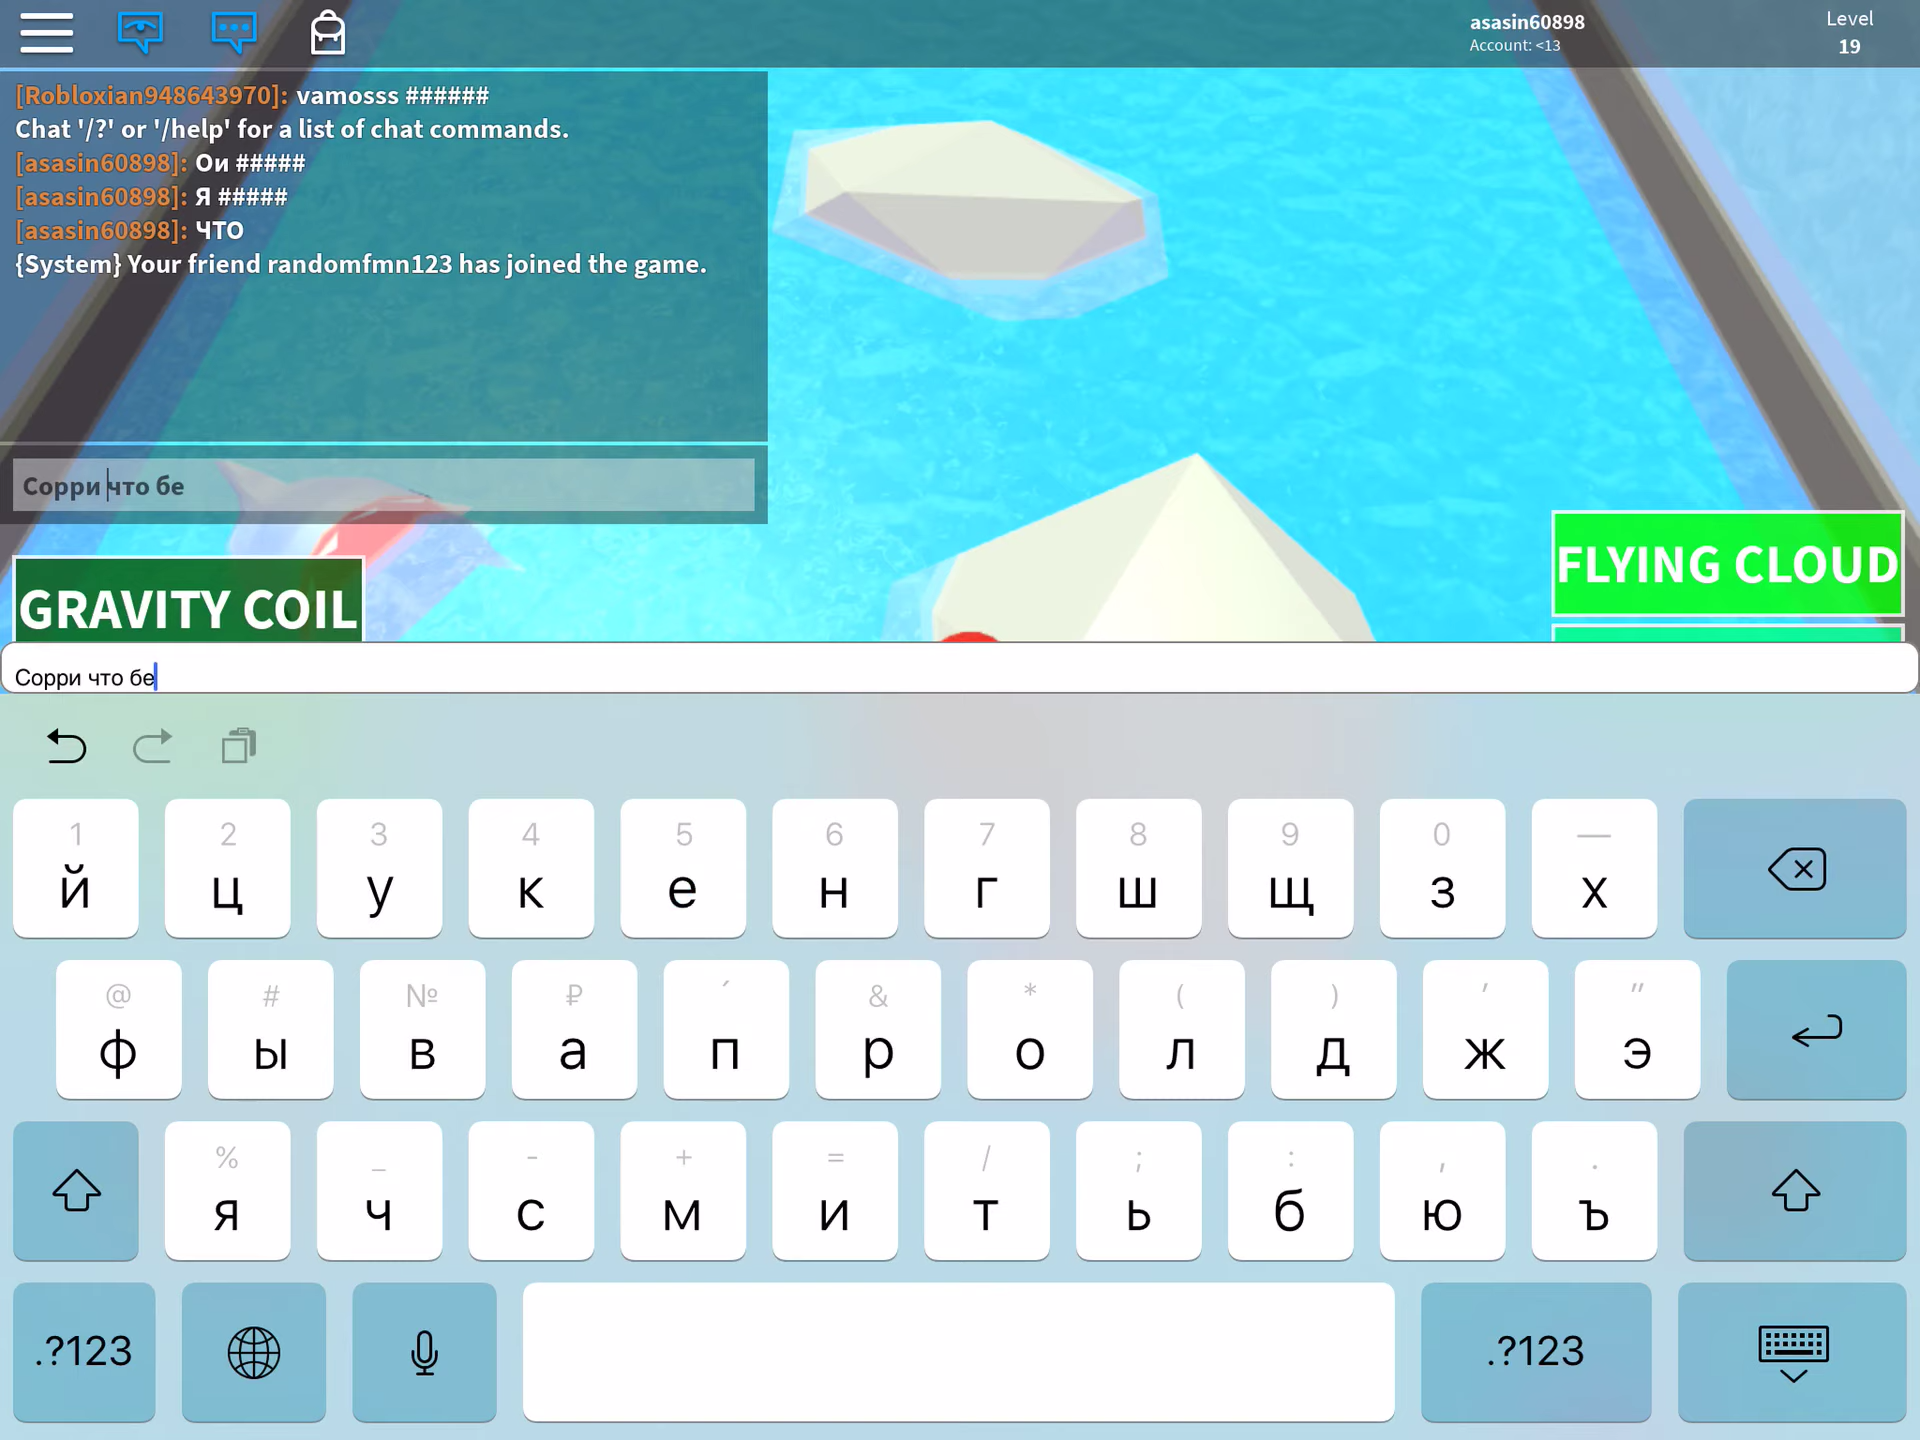 asasin60898
Account: <13
Level
19
[Robloxian948643970]: vamosss ######
Chat '/?' or '/help' for a list of chat commands.
[asasin60898]: Ои #####
[asasin60898]: Я #####
[asasin60898]: ЧТО
{System} Your friend randomfmn123 has joined the game.
Сорри что бе
GRAVITY COIL
FLYING CLOUD
Сорри что бе
1 2 3 4 5 6 7 8 9 0 —
й ц у к е н г ш щ з х
@ # № ₽ ´ & * ( ) ' "
ф ы в а п р о л д ж э
% _ - + = / ; : , .
я ч с м и т ь б ю ъ
.?123 .?123